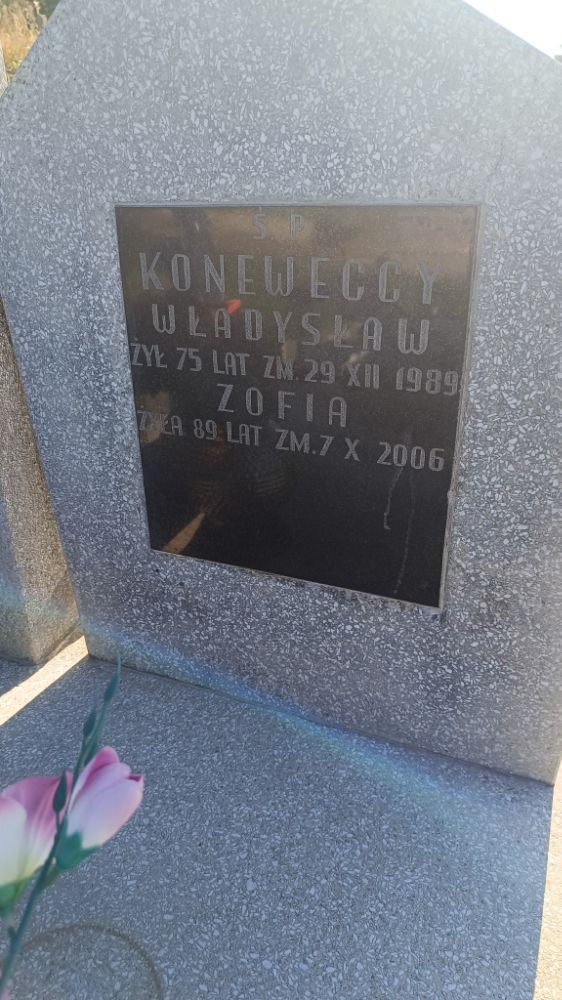 Ś P
KONEWECCY
WŁADYSŁAW
ŻYŁ 75 LAT ZM. 29 XII 1989
ZOFIA
ŻYŁA 89 LAT ZM. 7 X 2006